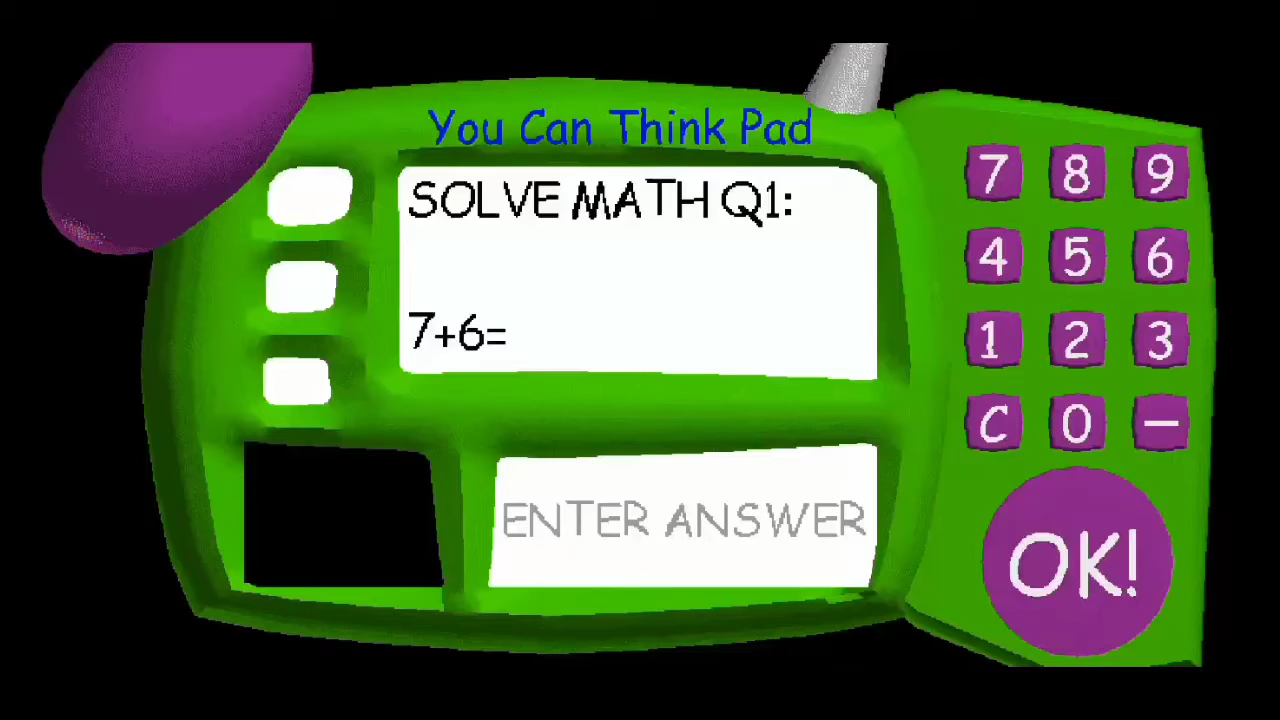 You Can Think Pad
SOLVE MATH Q1:
7+6=
ENTER ANSWER
7 8 9
4 5 6
1 2 3
C 0 –
OK!